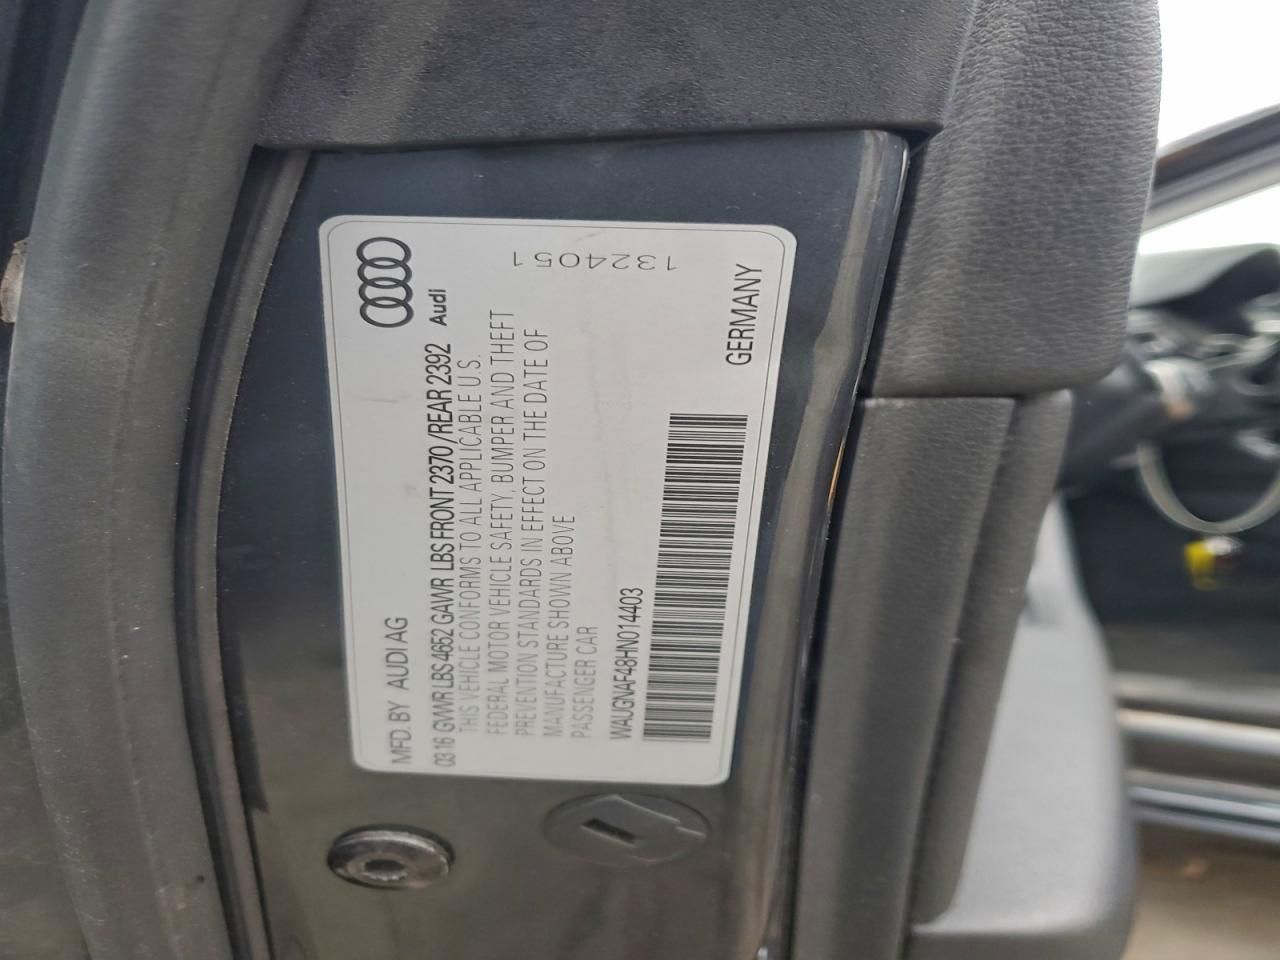 MFD. BY AUDI AG
0316 GVWR LBS 4652 GAWR LBS FRONT 2370/REAR 2392
Audi
THIS VEHICLE CONFORMS TO ALL APPLICABLE U.S.
FEDERAL MOTOR VEHICLE SAFETY, BUMPER AND THEFT
PREVENTION STANDARDS IN EFFECT ON THE DATE OF
MANUFACTURE SHOWN ABOVE
PASSENGER CAR
1324051
WAUGNAF48HN014403
GERMANY